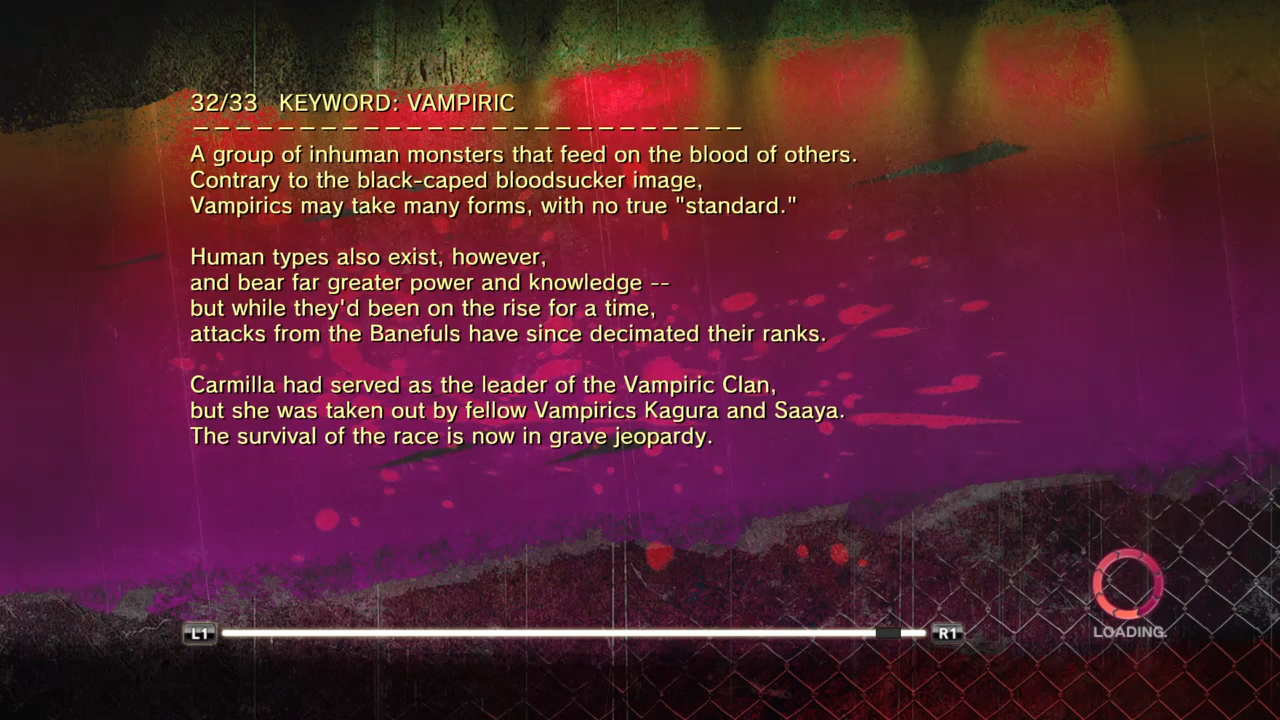 32/33 KEYWORD: VAMPIRIC
A group of inhuman monsters that feed on the blood of others.
Contrary to the black-caped bloodsucker image,
Vampirics may take many forms, with no true "standard."
Human types also exist, however,
and bear far greater power and knowledge --
but while they'd been on the rise for a time,
attacks from the Banefuls have since decimated their ranks.
Carmilla had served as the leader of the Vampiric Clan,
but she was taken out by fellow Vampirics Kagura and Saaya.
The survival of the race is now in grave jeopardy.
L1
R1
LOADING.